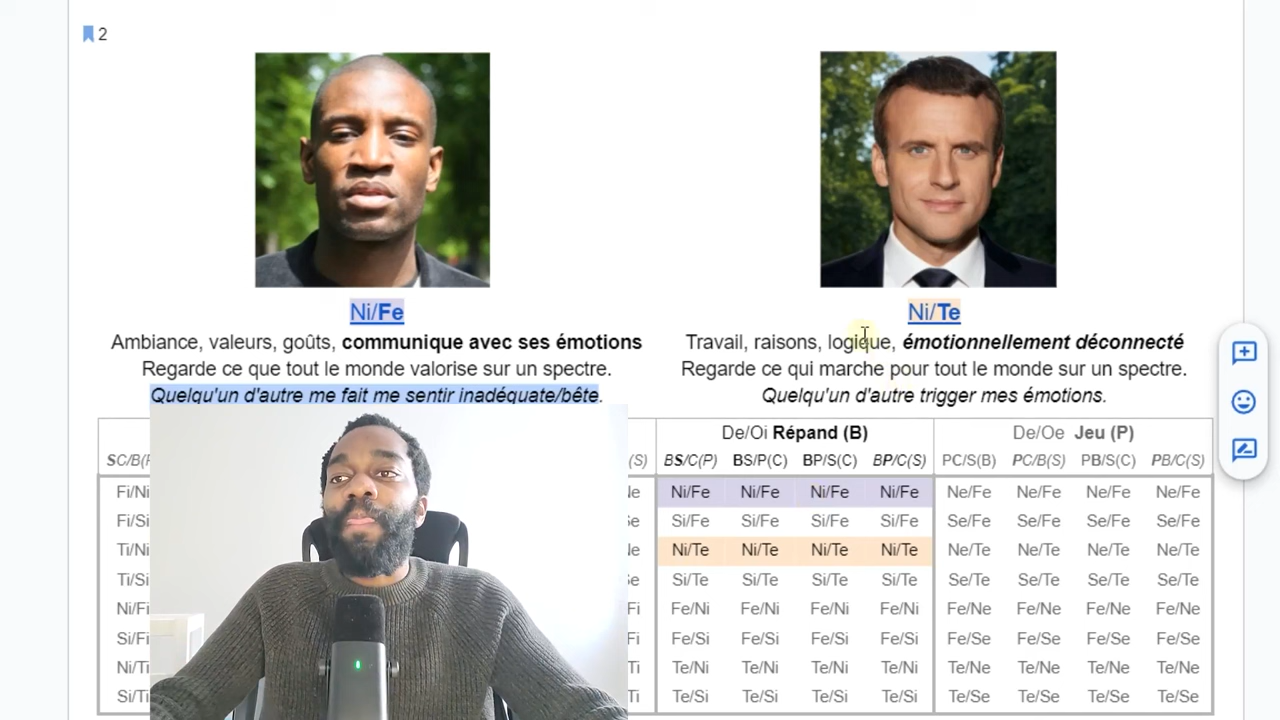 2
Ni/Fe
Ni/Te
Ambiance, valeurs, goûts, communique avec ses émotions
Travail, raisons, logique, émotionnellement déconnecté
Regarde ce que tout le monde valorise sur un spectre.
Regarde ce qui marche pour tout le monde sur un spectre.
Quelqu'un d'autre me fait me sentir inadéquate/bête.
Quelqu'un d'autre trigger mes émotions.
De/Oi Répand (B)
De/Oe Jeu (P)
SC/B(
(S)
BS/C(P)
BS/P(C)
BP/S(C)
BP/C(S)
PC/S(B)
PC/B(S)
PB/S(C)
PB/C(S)
Fi/Ni
Ni/Fe
Ni/Fe
Ni/Fe
Ni/Fe
Ne/Fe
Ne/Fe
Ne/Fe
Ne/Fe
Fi/Si
Si/Fe
Si/Fe
Si/Fe
Si/Fe
Se/Fe
Se/Fe
Se/Fe
Se/Fe
Ti/Ni
Ni/Te
Ni/Te
Ni/Te
Ni/Te
Ne/Te
Ne/Te
Ne/Te
Ne/Te
Ti/Si
Si/Te
Si/Te
Si/Te
Si/Te
Se/Te
Se/Te
Se/Te
Se/Te
Ni/Fi
Fi
Fe/Ni
Fe/Ni
Fe/Ni
Fe/Ni
Fe/Ne
Fe/Ne
Fe/Ne
Fe/Ne
Si/Fi
Fi
Fe/Si
Fe/Si
Fe/Si
Fe/Si
Fe/Se
Fe/Se
Fe/Se
Fe/Se
Ni/Ti
Ti
Te/Ni
Te/Ni
Te/Ni
Te/Ni
Te/Ne
Te/Ne
Te/Ne
Te/Ne
Si/Ti
Ti
Te/Si
Te/Si
Te/Si
Te/Si
Te/Se
Te/Se
Te/Se
Te/Se